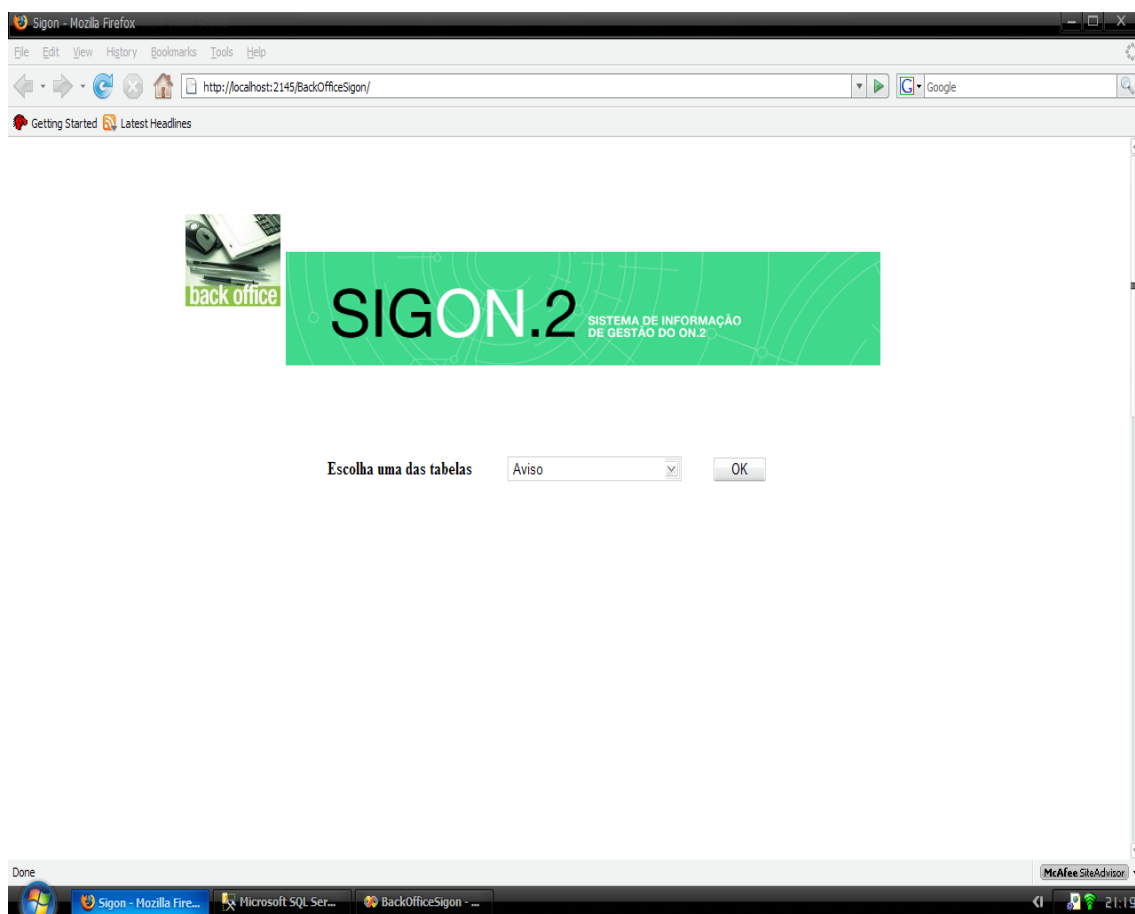 Sigon - Mozilla Firefox
File Edit View History Bookmarks Tools Help
http://localhost:2145/BackOfficeSigon/
G Google
Getting Started Latest Headlines
back office
SIGON.2 SISTEMA DE INFORMAÇÃO
DE GESTÃO DO ON.2
Escolha uma das tabelas Aviso OK
Done
McAfee SiteAdvisor
Sigon - Mozilla Fire... Microsoft SQL Ser... BackOfficeSigon - ... 21:19